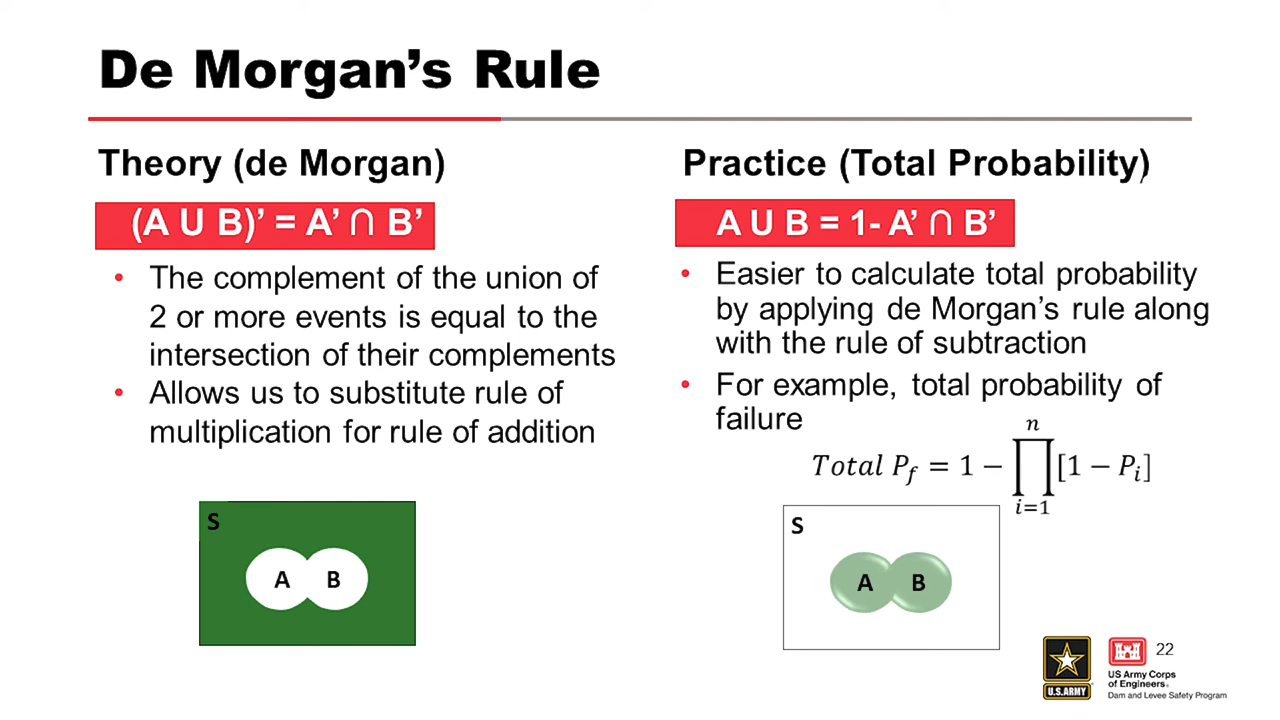 De Morgan's Rule
Theory (de Morgan)
(A U B)' = A' ∩ B'
• The complement of the union of
2 or more events is equal to the
intersection of their complements
• Allows us to substitute rule of
multiplication for rule of addition
S
A B
Practice (Total Probability)
A U B = 1- A' ∩ B'
• Easier to calculate total probability
by applying de Morgan's rule along
with the rule of subtraction
• For example, total probability of
failure
Total P_f = 1 − ∏_{i=1}^{n} [1 − P_i]
S
A B
U.S.ARMY
US Army Corps
of Engineers®
Dam and Levee Safety Program
22